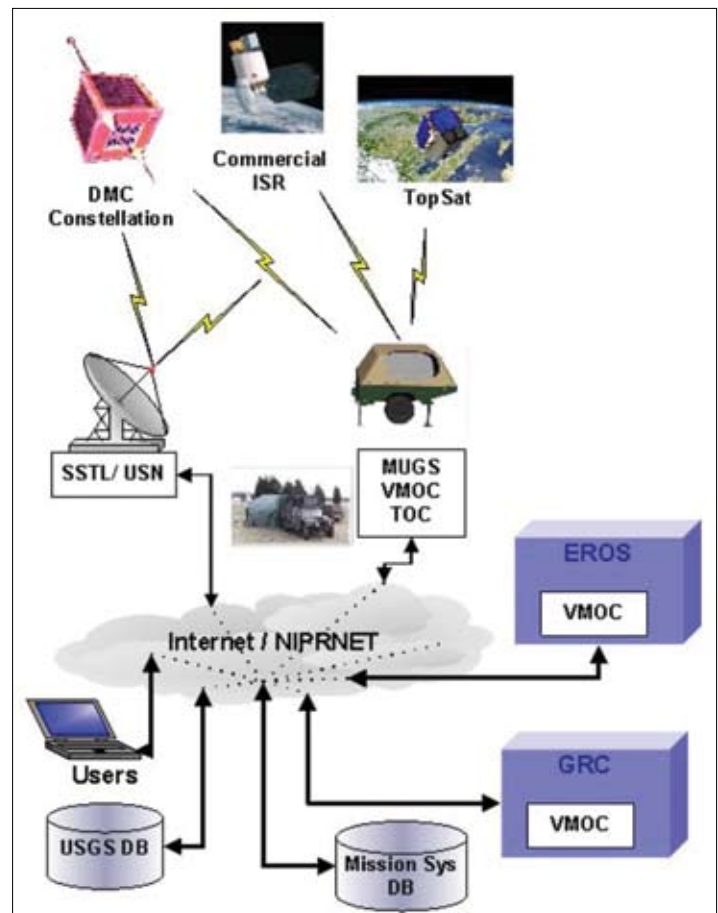 Commercial
ISR
DMC
Constellation
TopSat
SSTL/ USN
MUGS
VMOC
TOC
EROS
VMOC
Internet / NIPRNET
Users
GRC
VMOC
USGS DB
Mission Sys
DB